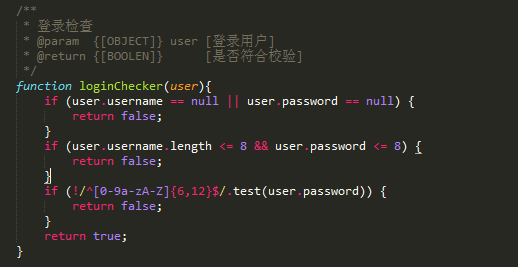 /**
 * 登录检查
 * @param  {[OBJECT]} user [登录用户]
 * @return {[BOOLEN]}      [是否符合校验]
 */
function loginChecker(user){
    if (user.username == null || user.password == null) {
        return false;
    }
    if (user.username.length <= 8 && user.password <= 8) {
        return false;
    }
    if (!/^[0-9a-zA-Z]{6,12}$/.test(user.password)) {
        return false;
    }
    return true;
}